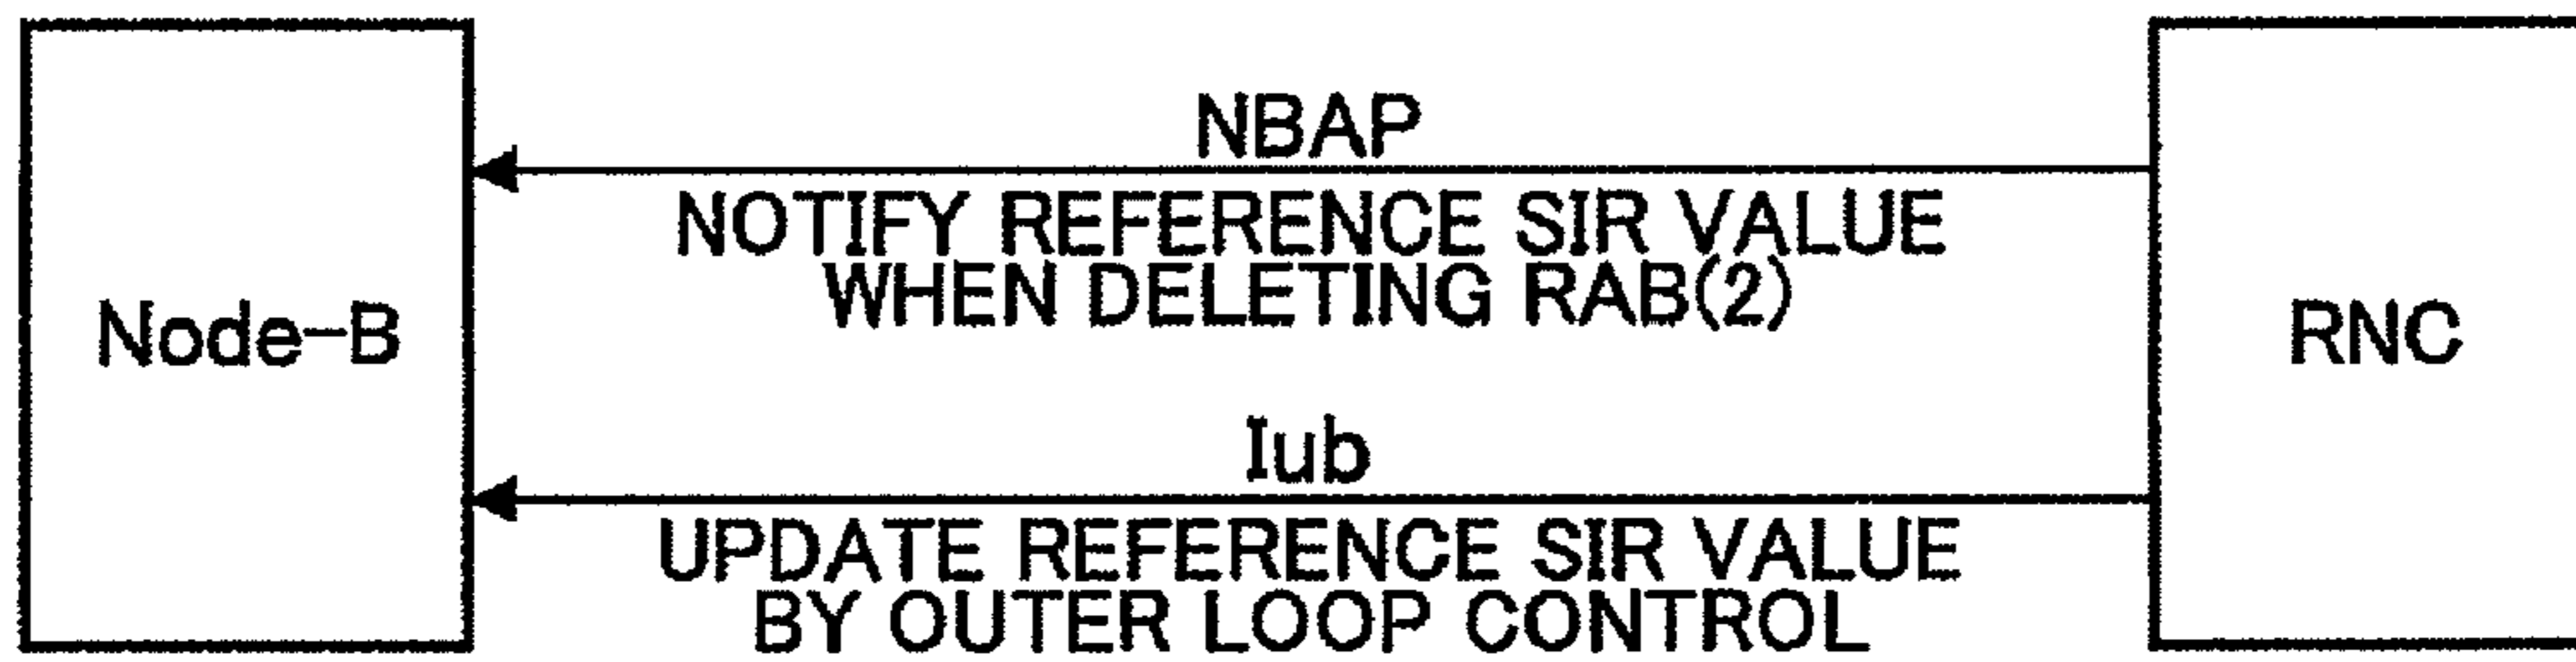 NBAP
NOTIFY REFERENCE SIR VALUE
WHEN DELETING RAB(2)
Node-B
RNC
Iub
UPDATE REFERENCE SIR VALUE
BY OUTER LOOP CONTROL